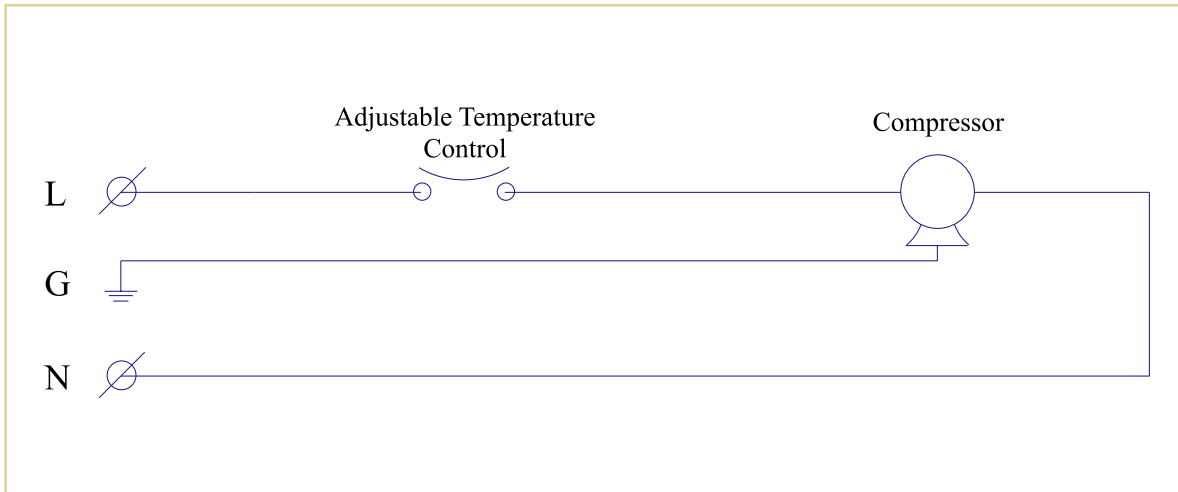 Adjustable Temperature
Control
Compressor
L
G
N